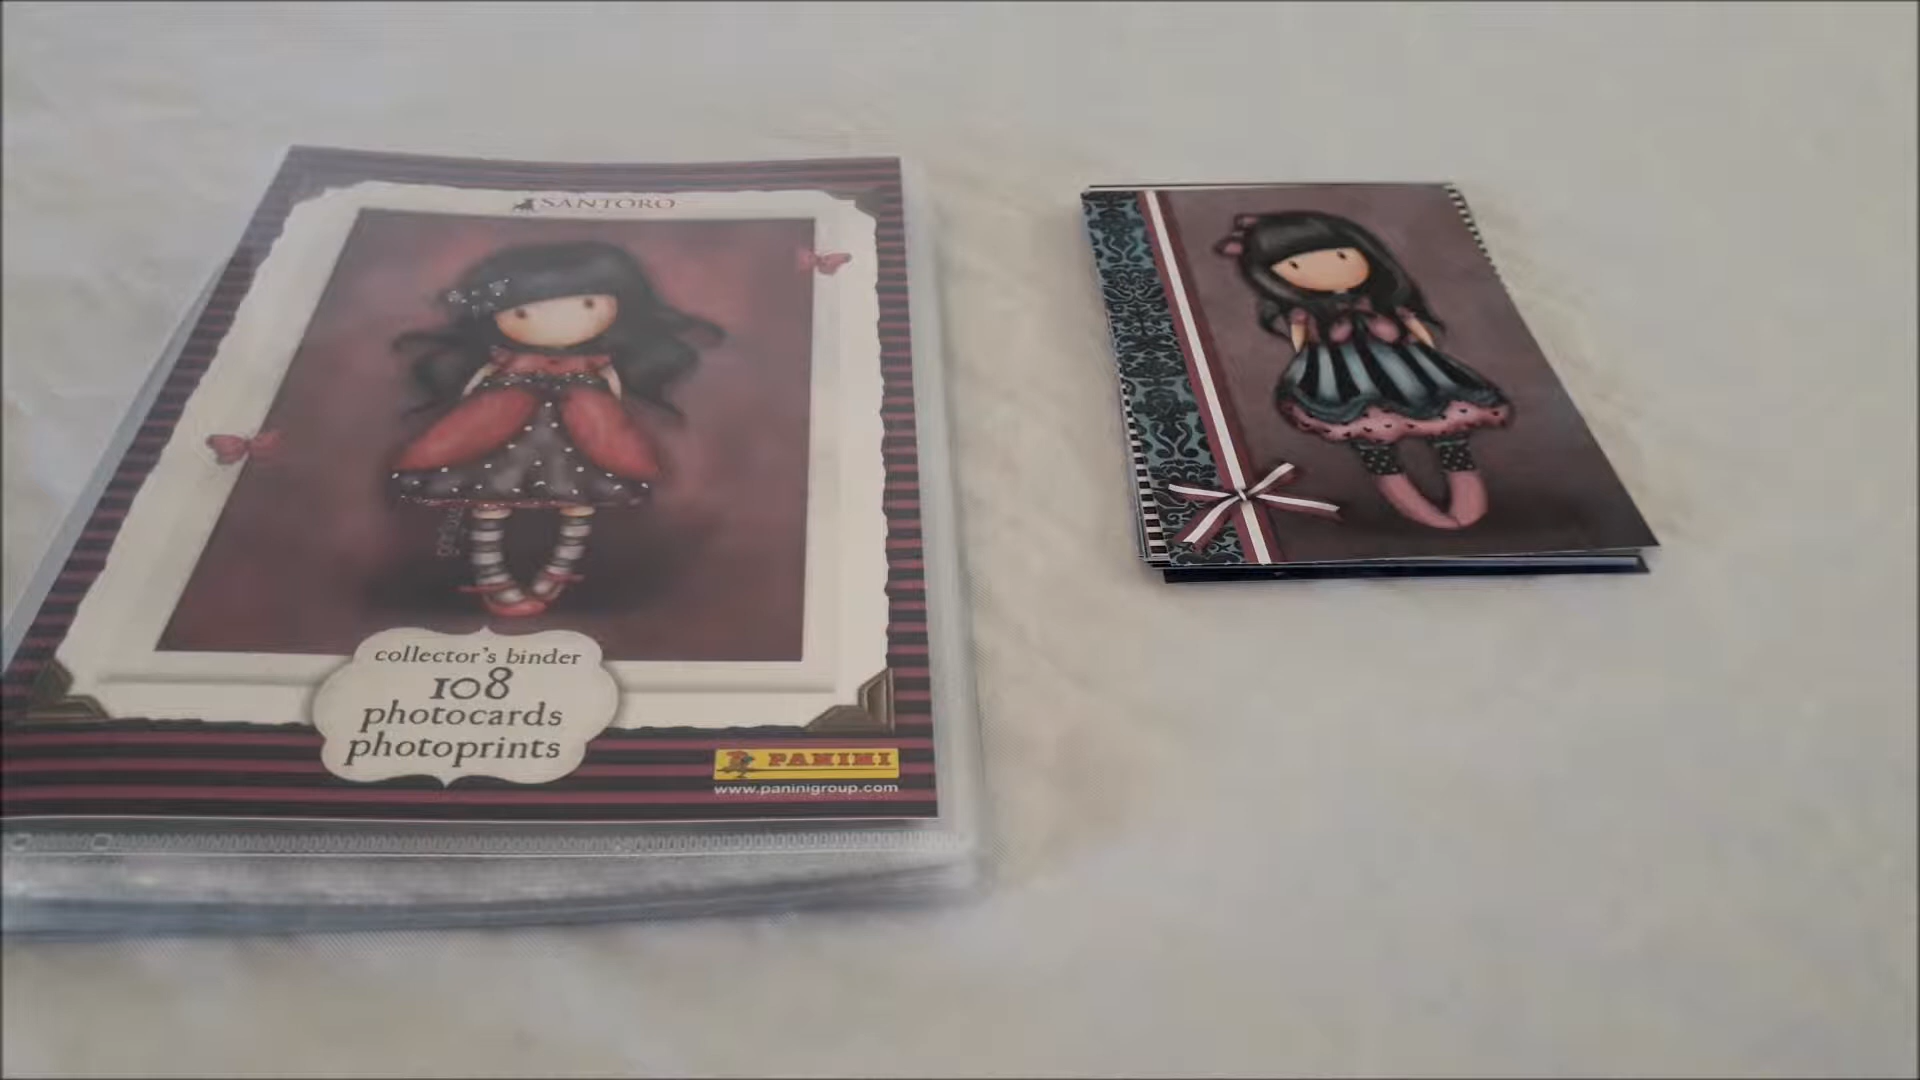 SANTORO
collector's binder
108
photocards
photoprints
PANINI
www.paninigroup.com